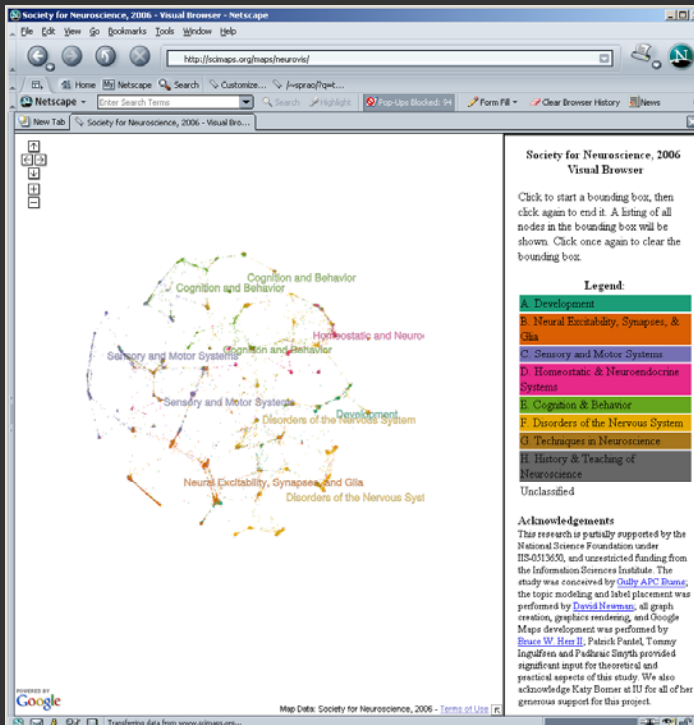 Society for Neuroscience, 2006 - Visual Browser - Netscape
File Edit View Go Bookmarks Tools Window Help
http://scimaps.org/maps/neurovis/
Home Netscape Search Customize...
Netscape Enter Search Terms Search Highlight Pop-Ups Blocked: 94 Form Fill Clear Browser History News
New Tab Society for Neuroscience, 2006 - Visual Bro...
Cognition and Behavior
Cognition and Behavior
Homeostatic and Neuro
Cognition and Behavior
Sensory and Motor Systems
Sensory and Motor Systems
Development
Disorders of the Nervous System
Neural Excitability, Synapses, and Glia
Disorders of the Nervous Syst
POWERED BY
Google
Map Data: Society for Neuroscience, 2006 - Terms of Use
Society for Neuroscience, 2006
Visual Browser
Click to start a bounding box, then
click again to end it. A listing of all
nodes in the bounding box will be
shown. Click once again to clear the
bounding box.
Legend:
A. Development
B. Neural Excitability, Synapses, &
Glia
C. Sensory and Motor Systems
D. Homeostatic & Neuroendocrine
Systems
E. Cognition & Behavior
F. Disorders of the Nervous System
G. Techniques in Neuroscience
H. History & Teaching of
Neuroscience
Unclassified
Acknowledgements
This research is partially supported by the
National Science Foundation under
IIS-0513650, and unrestricted funding from
the Information Sciences Institute. The
study was conceived by Gully APC Burns;
the topic modeling and label placement was
performed by David Newman; all graph
creation, graphics rendering, and Google
Maps development was performed by
Bruce W. Herr II; Patrick Pantel, Tommy
Ingulfsen and Padhraic Smyth provided
significant input for theoretical and
practical aspects of this study. We also
acknowledge Katy Borner at IU for all of her
generous support for this project.
Transferring data from www.scimaps.org...